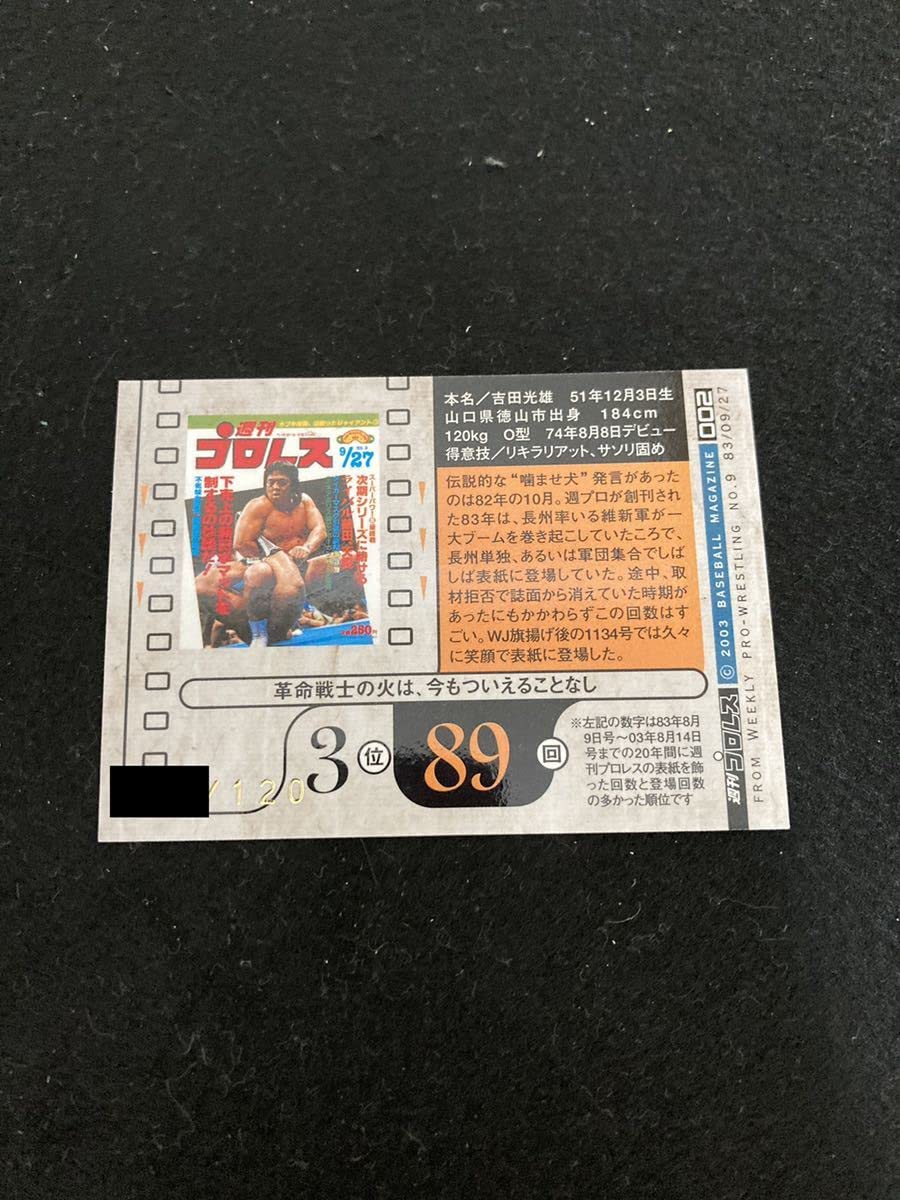 週刊
プロレス
9/27
次期シリーズに賭ける
280円
本名／吉田光雄　51年12月3日生
山口県徳山市出身　184cm
120kg　O型　74年8月8日デビュー
得意技／リキラリアット、サソリ固め
伝説的な“噛ませ犬”発言があった
のは82年の10月。週プロが創刊され
た83年は、長州率いる維新軍が一
大ブームを巻き起こしていたころで、
長州単独、あるいは軍団集合でしば
しば表紙に登場していた。途中、取
材拒否で誌面から消えていた時期が
あったにもかかわらずこの回数はす
ごい。WJ旗揚げ後の1134号では久々
に笑顔で表紙に登場した。
革命戦士の火は、今もついえることなし
3位
89回
※左記の数字は83年8月
9日号〜03年8月14日
号までの20年間に週
刊プロレスの表紙を飾
った回数と登場回数
の多かった順位です
/120
週刊プロレス © 2003 BASEBALL MAGAZINE 002
FROM WEEKLY PRO-WRESTLING NO.9 83/09/27